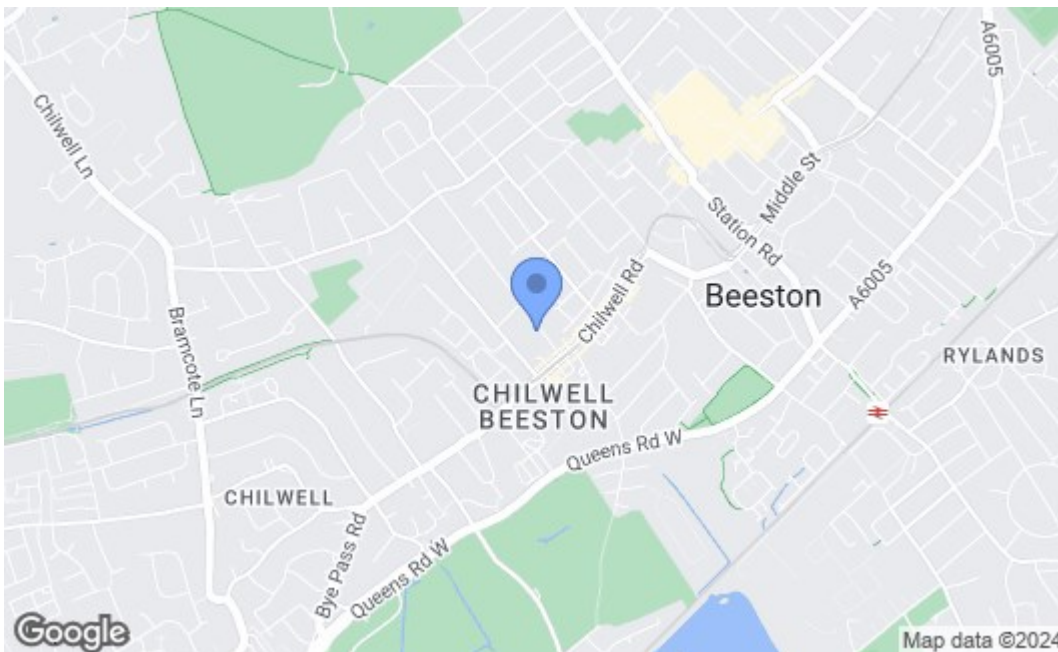 A6005
Chilwell Ln
Middle St
Station Rd
Chilwell Rd
Beeston
A6005
Bramcote Ln
RYLANDS
CHILWELL
BEESTON
Queens Rd W
CHILWELL
Bye Pass Rd
Queens Rd W
Google
Map data ©2024